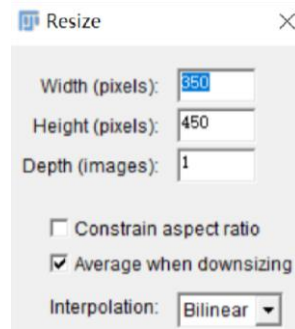 Resize
Width (pixels): 350
Height (pixels): 450
Depth (images): 1
Constrain aspect ratio
Average when downsizing
Interpolation: Bilinear